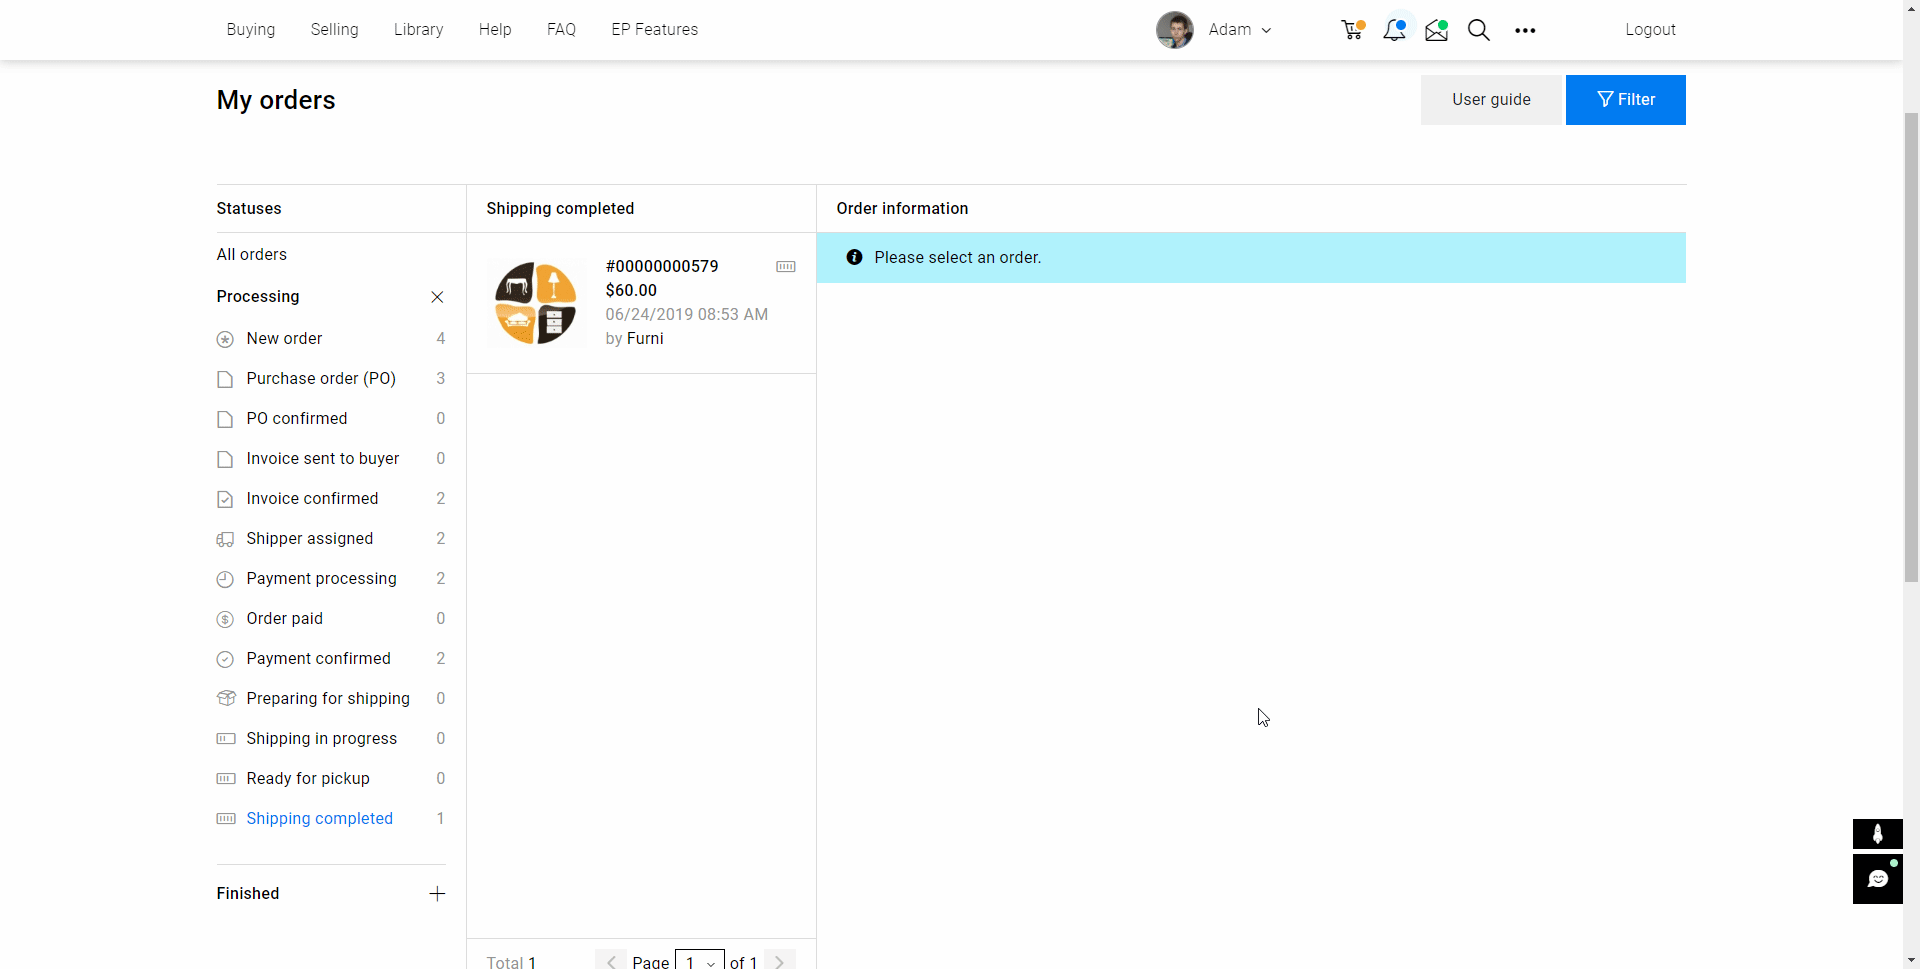 Buying Selling Library Help FAQ EP Features Adam Logout
My orders
User guide Filter
Statuses
All orders
Processing
New order 4
Purchase order (PO) 3
PO confirmed 0
Invoice sent to buyer 0
Invoice confirmed 2
Shipper assigned 2
Payment processing 2
Order paid 0
Payment confirmed 2
Preparing for shipping 0
Shipping in progress 0
Ready for pickup 0
Shipping completed 1
Finished
Shipping completed
#00000000579
$60.00
06/24/2019 08:53 AM
by Furni
Total 1 Page 1 of 1
Order information
Please select an order.